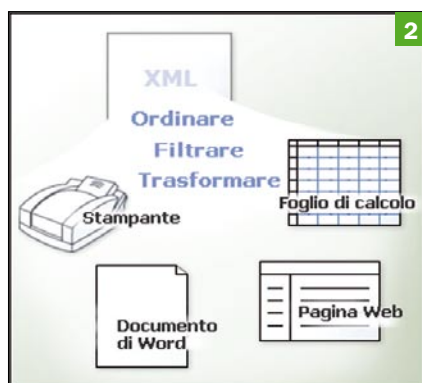 2
XML
Ordinare
Filtrare
Trasformare
Foglio di calcolo
Stampante
Pagina Web
Documento
di Word